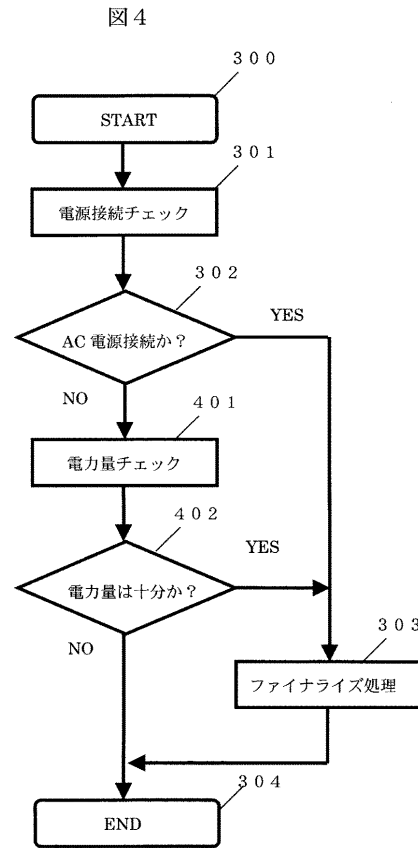 図４
３００
START
３０１
電源接続チェック
３０２
AC 電源接続か？
YES
NO
４０１
電力量チェック
４０２
電力量は十分か？
YES
NO
３０３
ファイナライズ処理
３０４
END